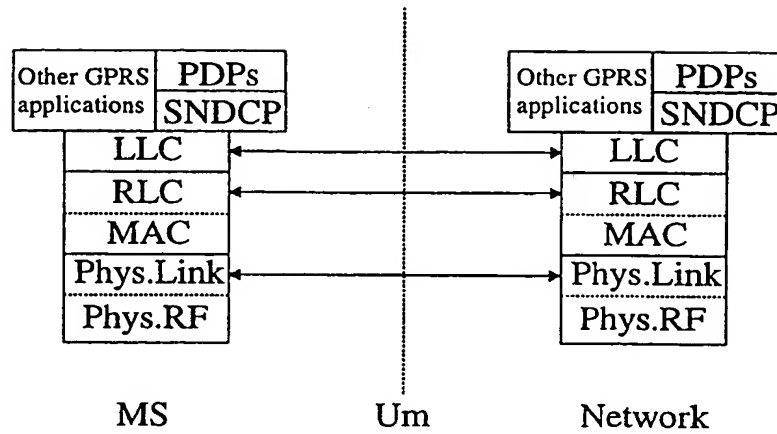 Other GPRS applications
PDPs
SNDCP
LLC
RLC
MAC
Phys.Link
Phys.RF
MS
Um
Other GPRS applications
PDPs
SNDCP
LLC
RLC
MAC
Phys.Link
Phys.RF
Network